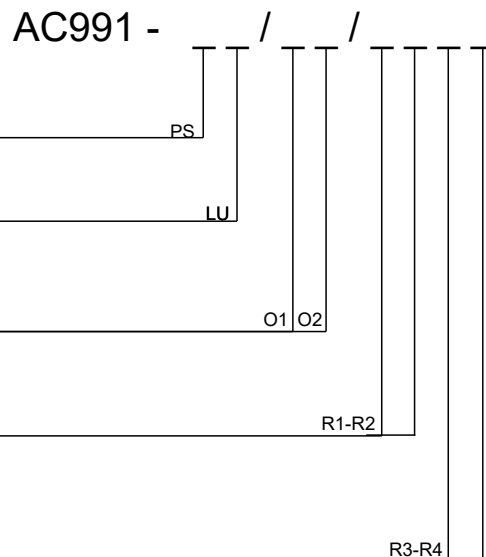 AC991 - _ _ / _ _ / _ _ _ _
PS
LU
O1 O2
R1-R2
R3-R4